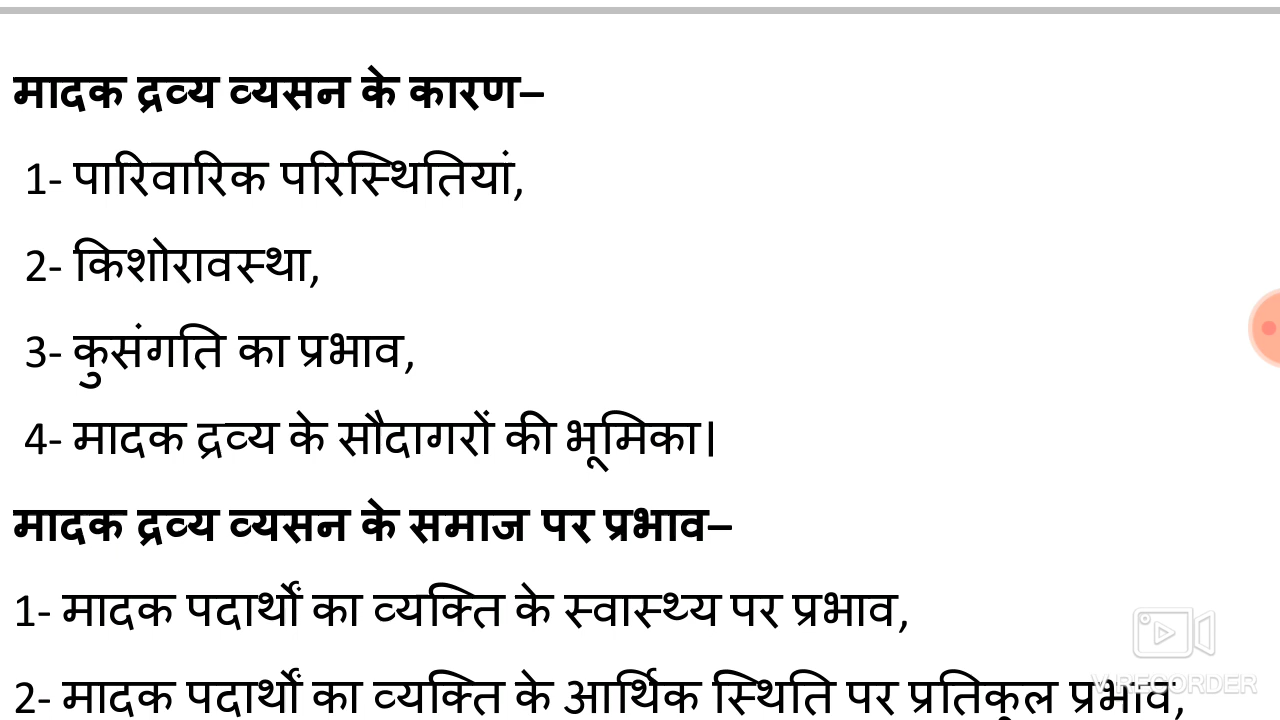 मादक द्रव्य व्यसन के कारण–
1- पारिवारिक परिस्थितियां,
2- किशोरावस्था,
3- कुसंगति का प्रभाव,
4- मादक द्रव्य के सौदागरों की भूमिका।
मादक द्रव्य व्यसन के समाज पर प्रभाव–
1- मादक पदार्थों का व्यक्ति के स्वास्थ्य पर प्रभाव,
2- मादक पदार्थों का व्यक्ति के आर्थिक स्थिति पर प्रतिकूल प्रभाव,
V RECORDER